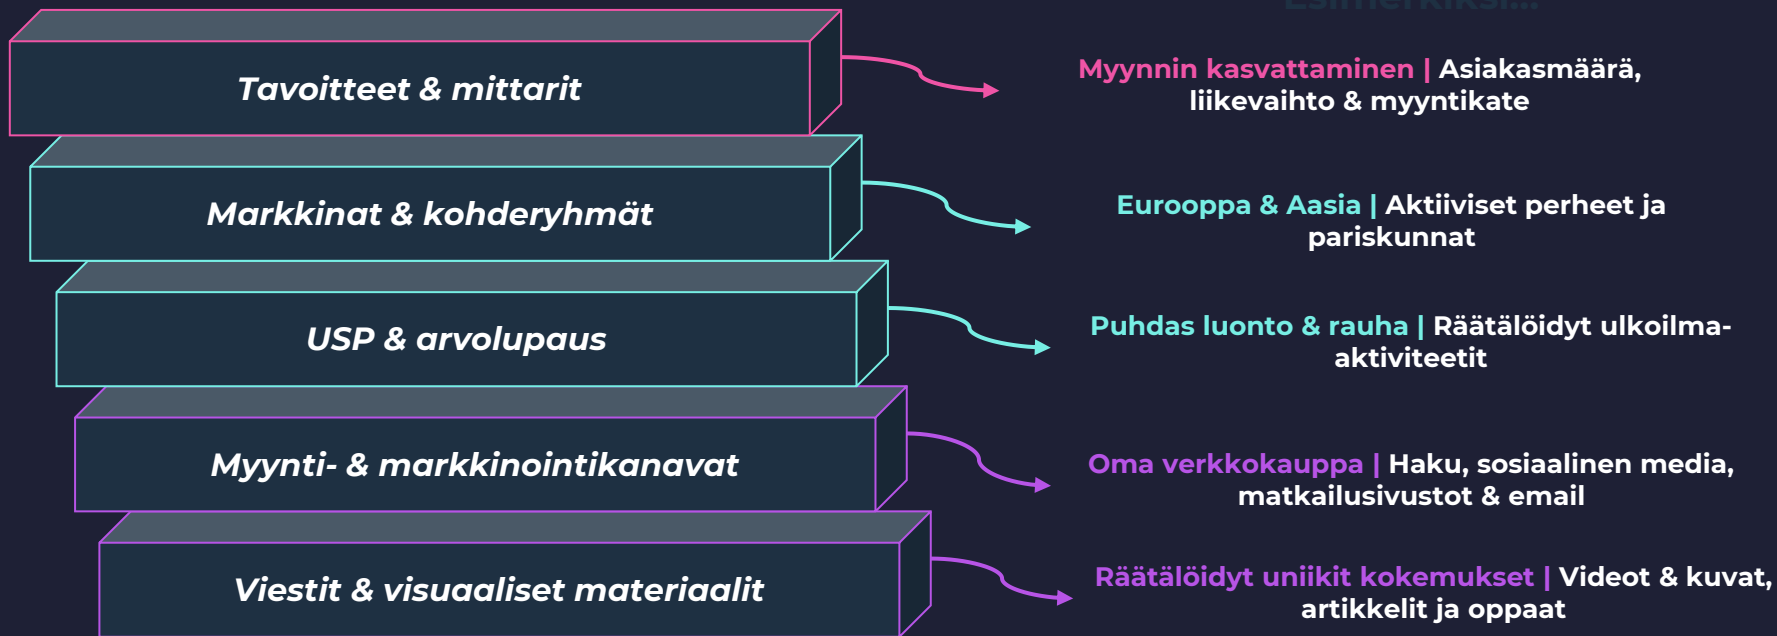 Esimerkiksi...
Tavoitteet & mittarit
Myynnin kasvattaminen | Asiakasmäärä,
liikevaihto & myyntikate
Markkinat & kohderyhmät
Eurooppa & Aasia | Aktiiviset perheet ja
pariskunnat
USP & arvolupaus
Puhdas luonto & rauha | Räätälöidyt ulkoilma-
aktiviteetit
Myynti- & markkinointikanavat
Oma verkkokauppa | Haku, sosiaalinen media,
matkailusivustot & email
Viestit & visuaaliset materiaalit
Räätälöidyt uniikit kokemukset | Videot & kuvat,
artikkelit ja oppaat